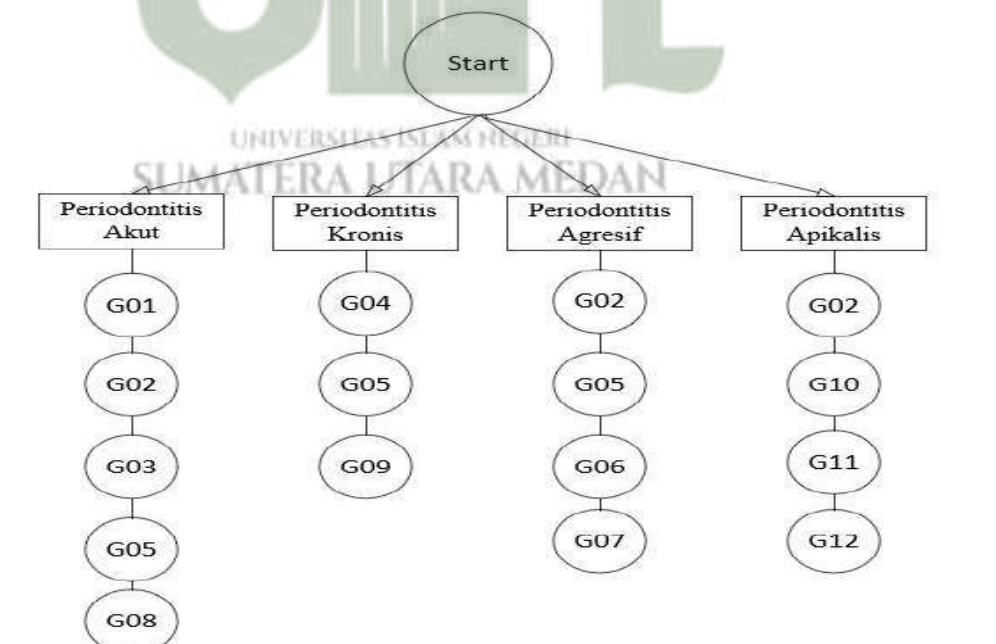 Start
UNIVERSITAS ISLAM NEGERI
SUMATERA UTARA MEDAN
Periodontitis
Akut
Periodontitis
Kronis
Periodontitis
Agresif
Periodontitis
Apikalis
G01
G02
G03
G05
G08
G04
G05
G09
G02
G05
G06
G07
G02
G10
G11
G12